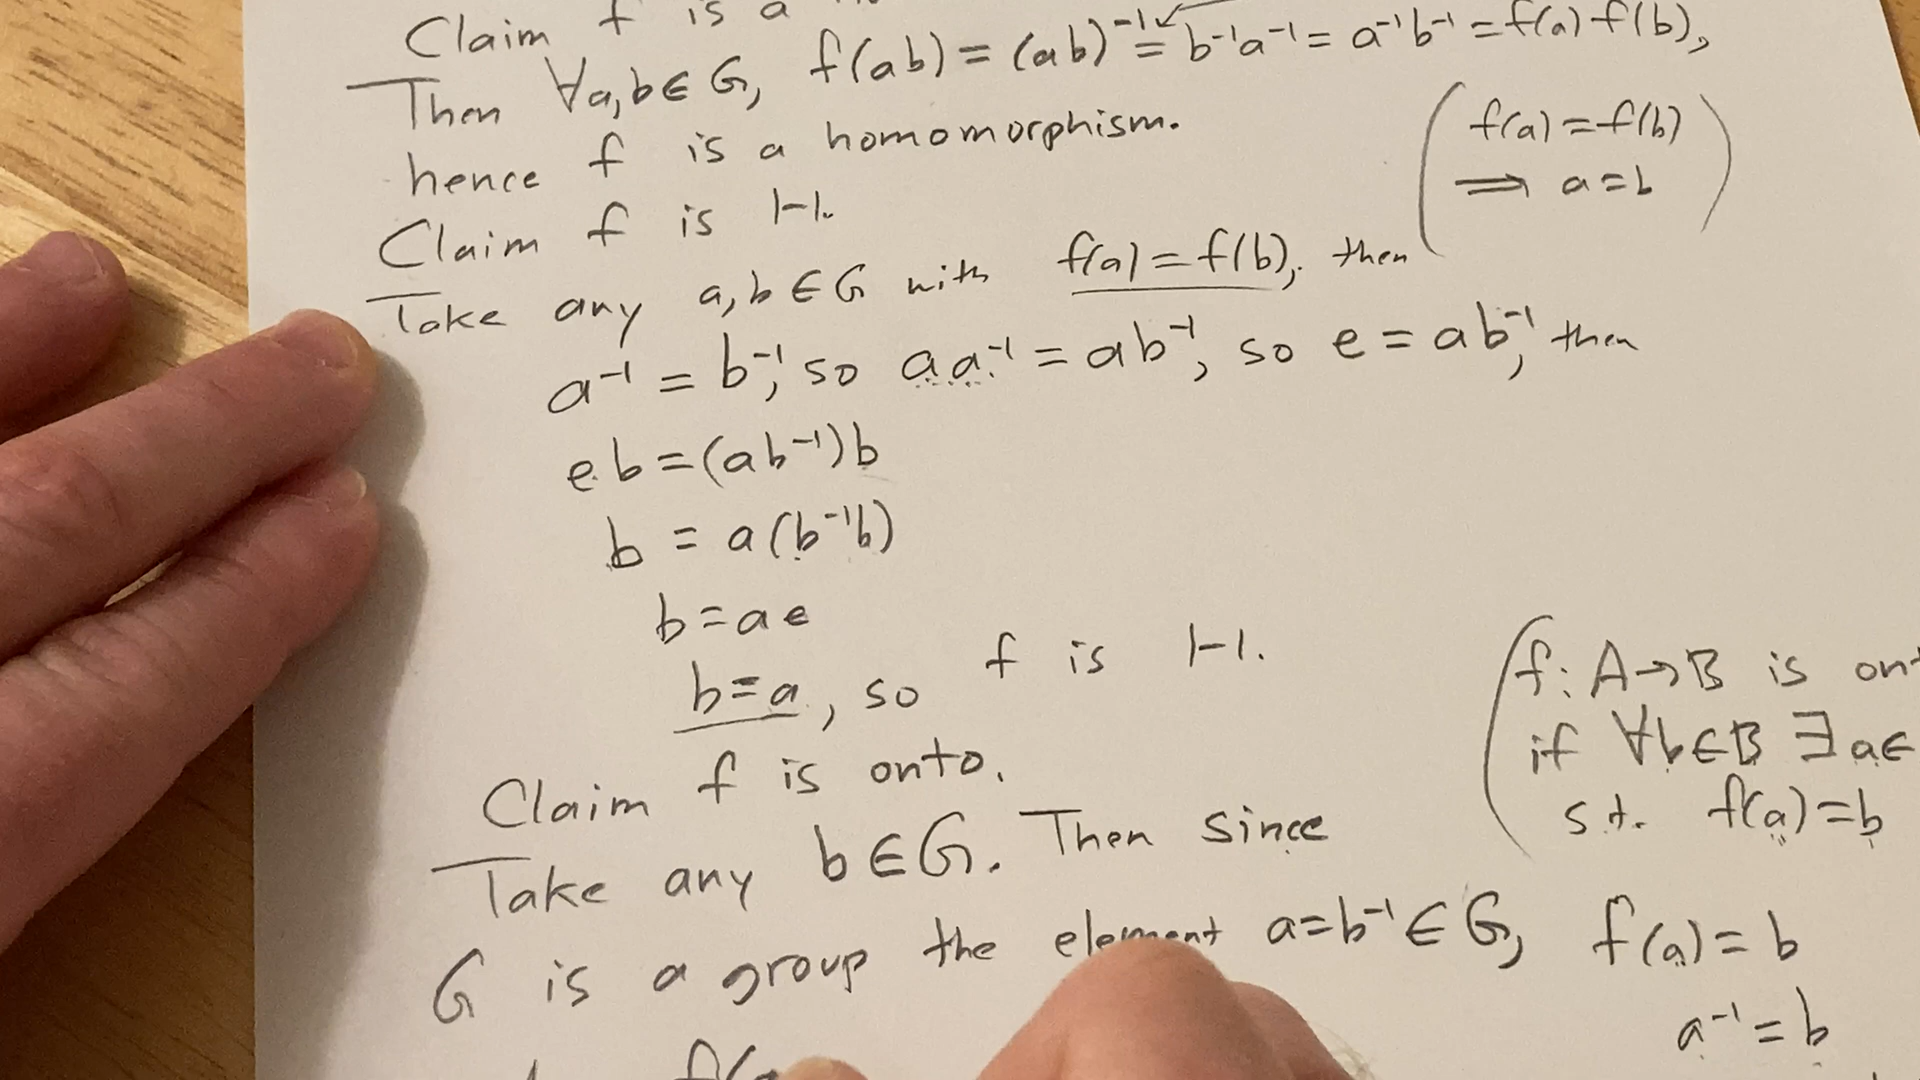 Claim f is a
Then ∀a,b∈G, f(ab) = (ab)⁻¹ = b⁻¹a⁻¹ = a⁻¹b⁻¹ = f(a) f(b),
hence f is a homomorphism.
(f(a) = f(b)
⟹ a = b)
Claim f is 1-1.
Take any a, b ∈ G with f(a) = f(b), then
a⁻¹ = b⁻¹, so aa⁻¹ = ab⁻¹, so e = ab⁻¹, then
eb = (ab⁻¹)b
b = a(b⁻¹b)
b = ae
b = a, so f is 1-1.
(f: A → B is
if ∀b∈B ∃ a∈
s.t. f(a) = b
Claim f is onto.
Take any b ∈ G. Then since
G is a group the element a = b⁻¹ ∈ G, f(a) = b
a⁻¹ = b